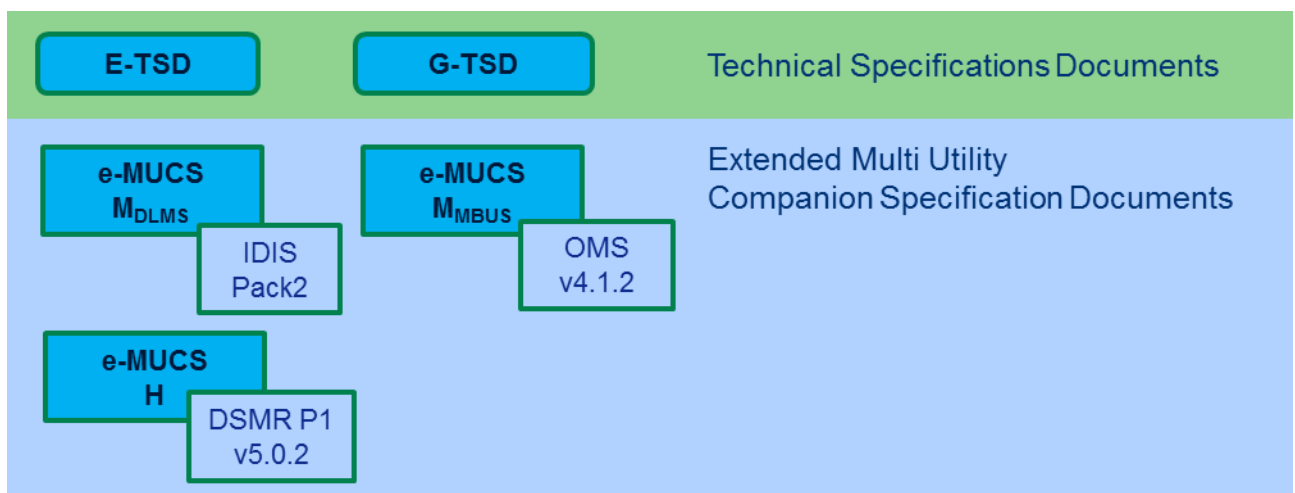 E-TSD
G-TSD
Technical Specifications Documents
e-MUCS
MDLMS
IDIS
Pack2
e-MUCS
MMBUS
OMS
v4.1.2
Extended Multi Utility
Companion Specification Documents
e-MUCS
H
DSMR P1
v5.0.2